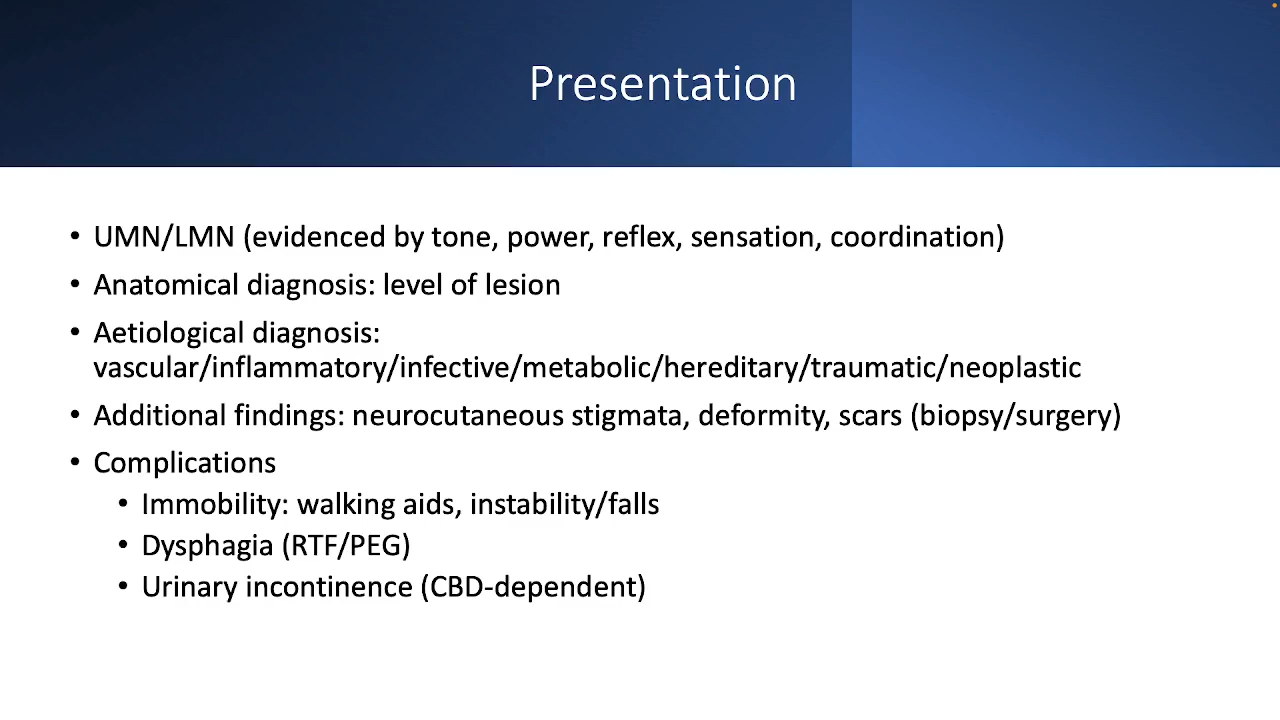 Presentation
• UMN/LMN (evidenced by tone, power, reflex, sensation, coordination)
• Anatomical diagnosis: level of lesion
• Aetiological diagnosis:
vascular/inflammatory/infective/metabolic/hereditary/traumatic/neoplastic
• Additional findings: neurocutaneous stigmata, deformity, scars (biopsy/surgery)
• Complications
• Immobility: walking aids, instability/falls
• Dysphagia (RTF/PEG)
• Urinary incontinence (CBD-dependent)